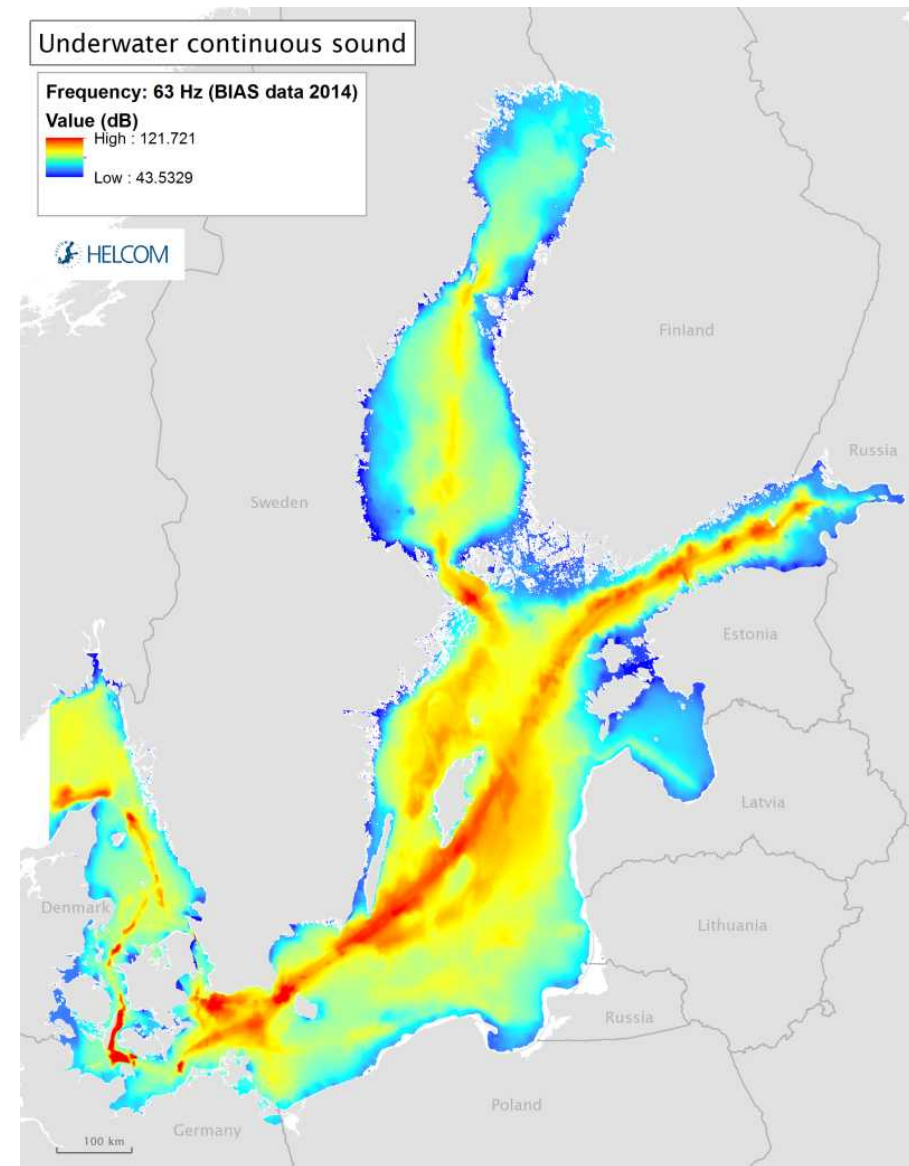 Underwater continuous sound
Frequency: 63 Hz (BIAS data 2014)
Value (dB)
High : 121.721
Low : 43.5329
HELCOM
Finland
Russia
Sweden
Estonia
Latvia
Denmark
Lithuania
Russia
Poland
Germany
100 km